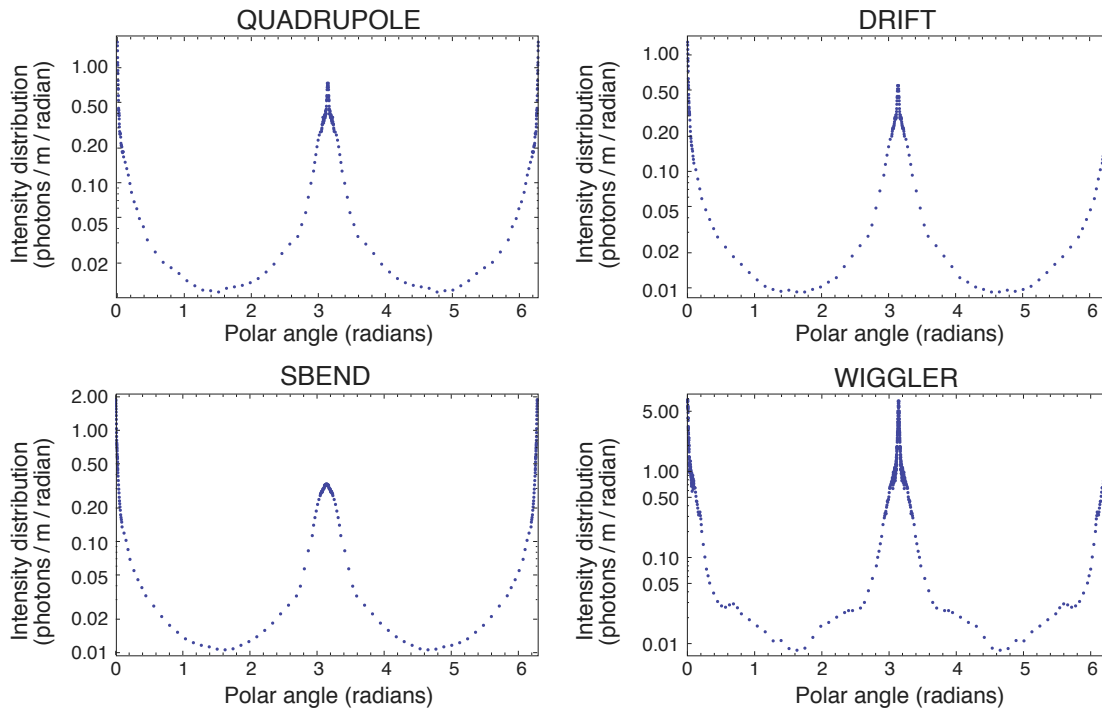 QUADRUPOLE
Intensity distribution
(photons / m / radian)
1.00
0.50
0.20
0.10
0.05
0.02
0 1 2 3 4 5 6
Polar angle (radians)
DRIFT
Intensity distribution
(photons / m / radian)
1.00
0.50
0.20
0.10
0.05
0.02
0.01
0 1 2 3 4 5 6
Polar angle (radians)
SBEND
Intensity distribution
(photons / m / radian)
2.00
1.00
0.50
0.20
0.10
0.05
0.02
0.01
0 1 2 3 4 5 6
Polar angle (radians)
WIGGLER
Intensity distribution
(photons / m / radian)
5.00
1.00
0.50
0.10
0.05
0.01
0 1 2 3 4 5 6
Polar angle (radians)